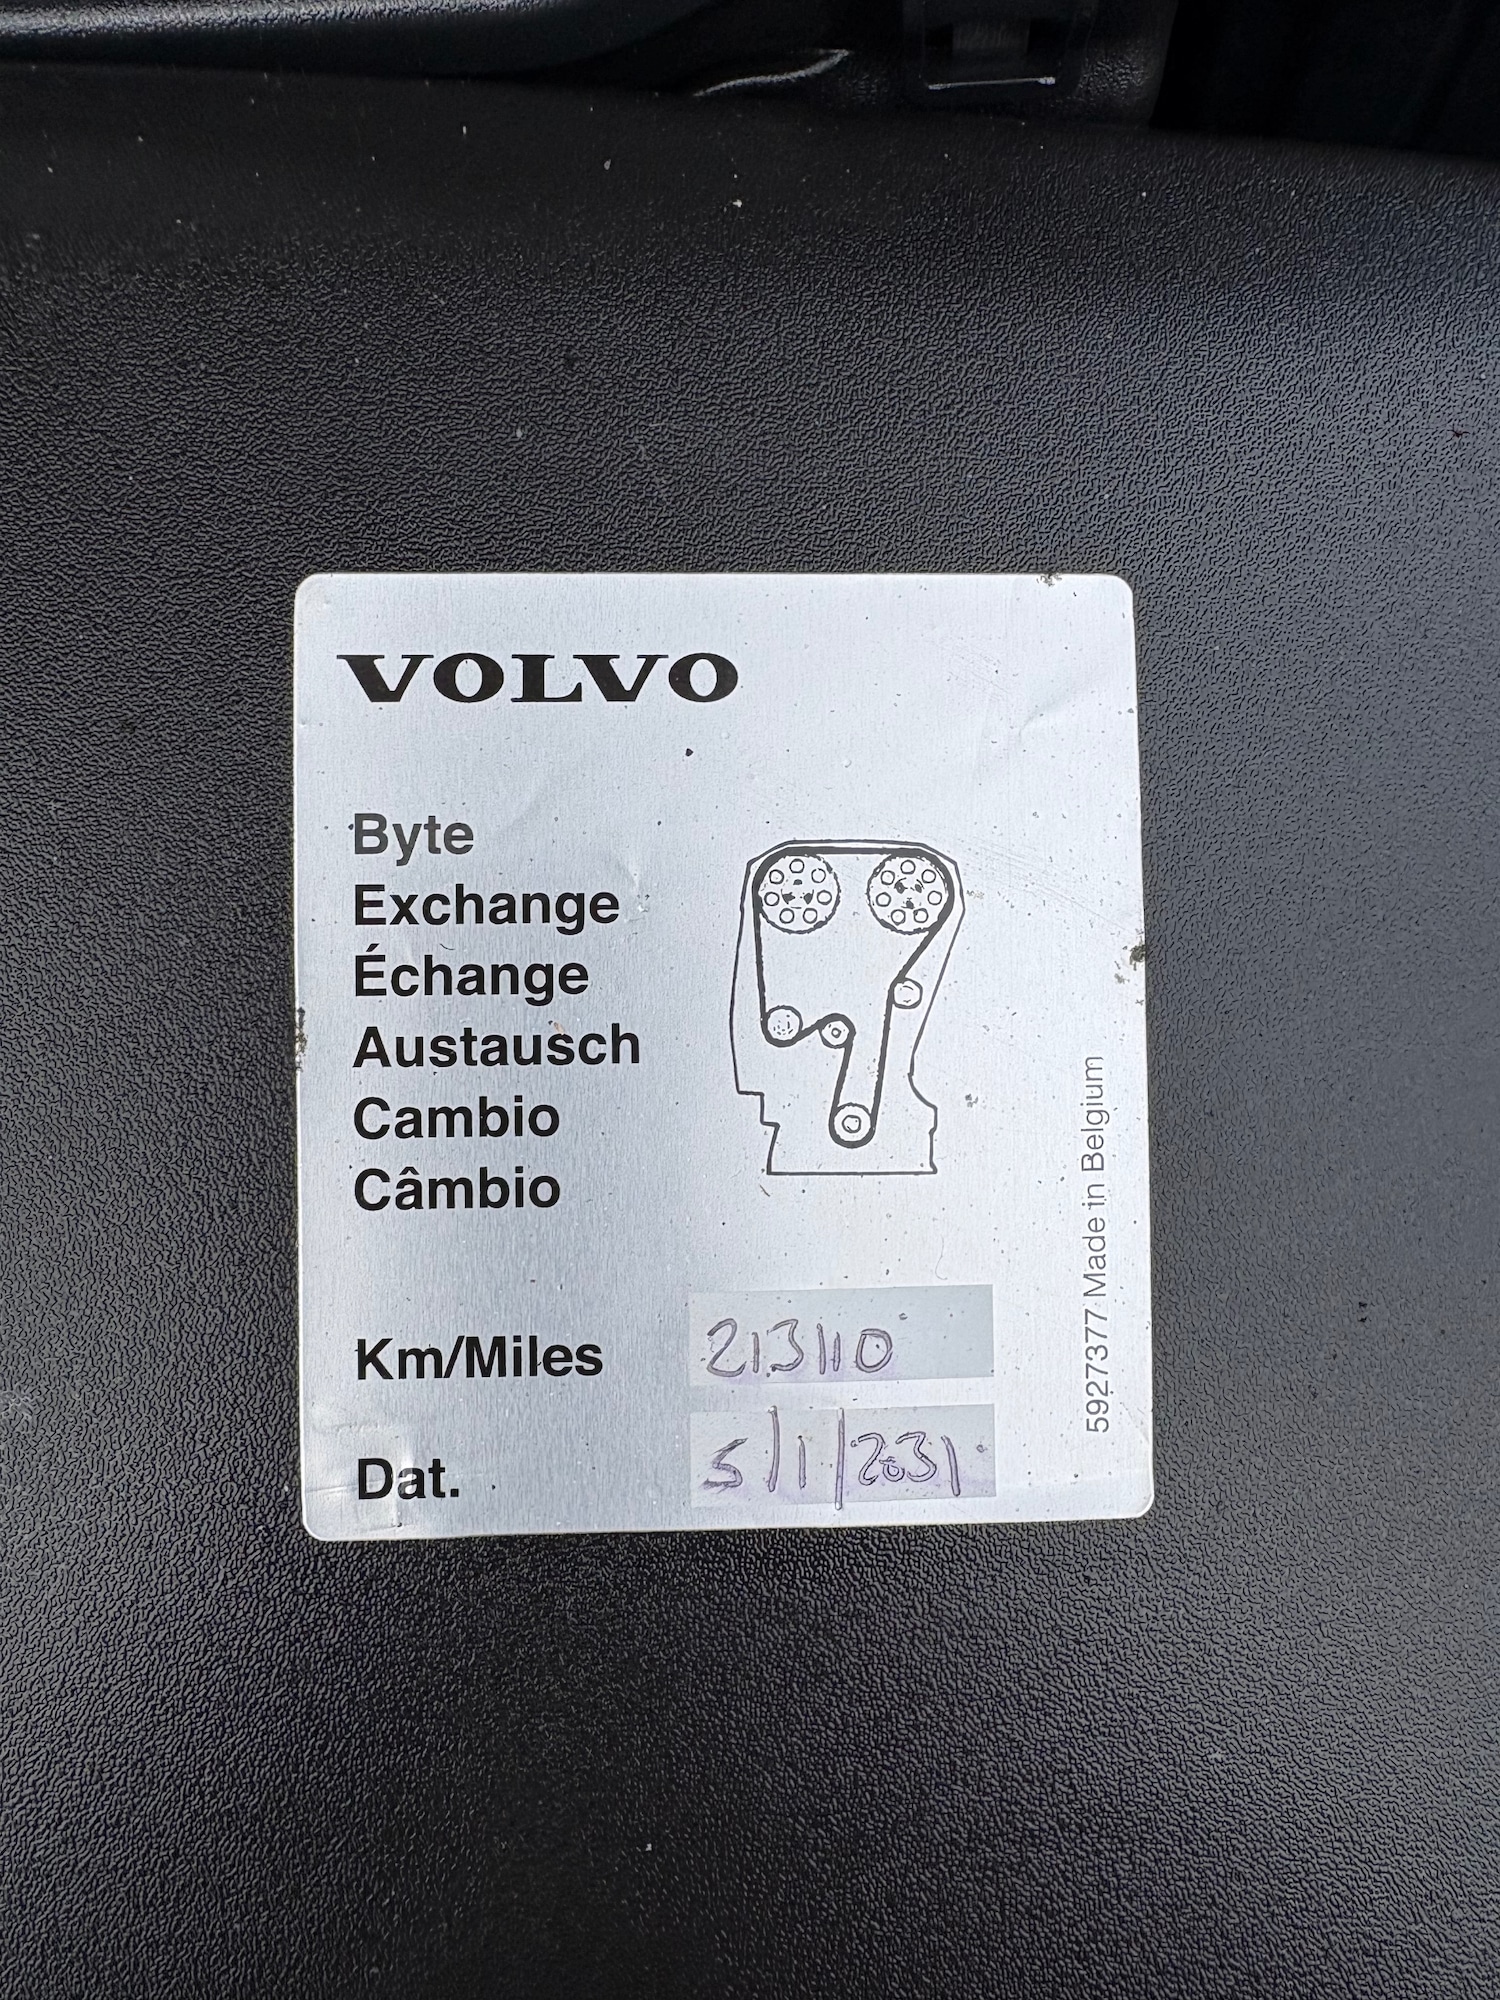 VOLVO
Byte
Exchange
Échange
Austausch
Cambio
Câmbio
Km/Miles 213110
Dat. 5/1/2031
5927377 Made in Belgium